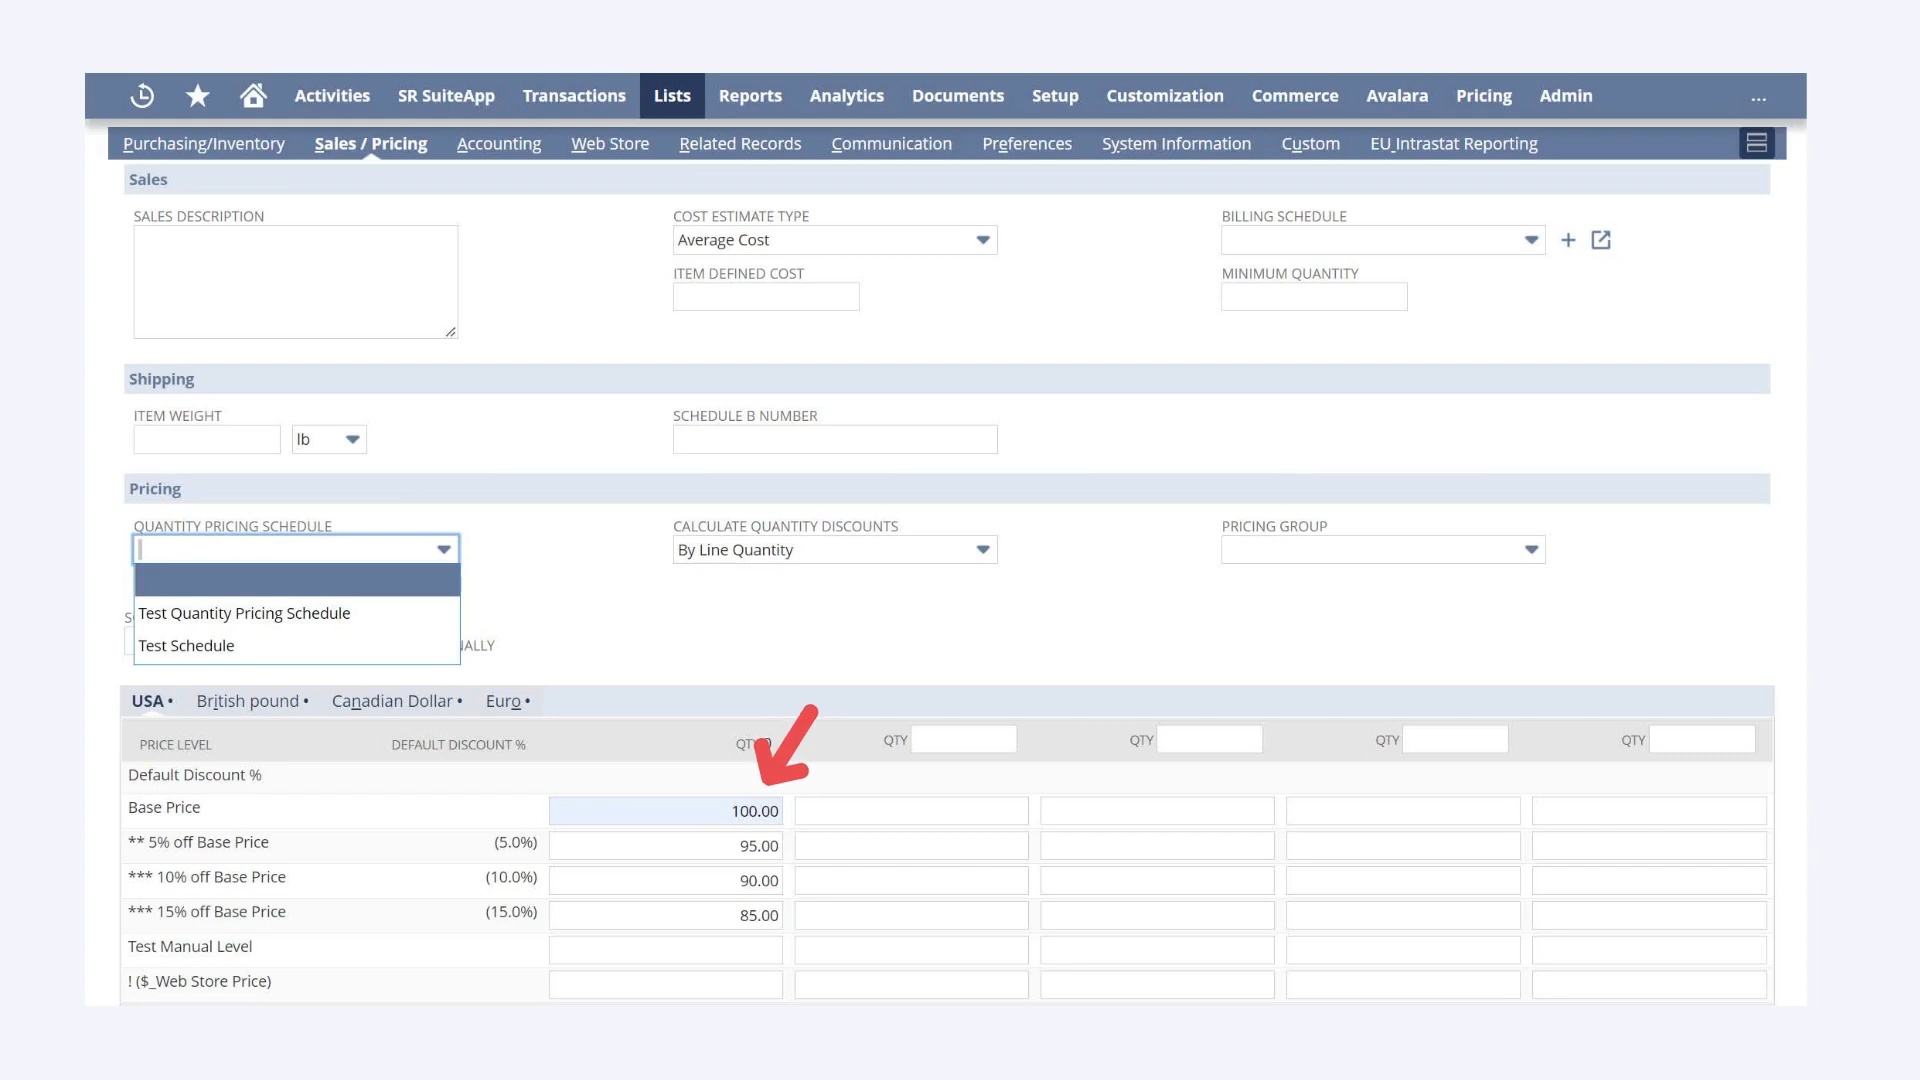 Activities SR SuiteApp Transactions Lists Reports Analytics Documents Setup Customization Commerce Avalara Pricing Admin ...
Purchasing/Inventory Sales / Pricing Accounting Web Store Related Records Communication Preferences System Information Custom EU Intrastat Reporting
Sales
SALES DESCRIPTION COST ESTIMATE TYPE BILLING SCHEDULE
Average Cost
ITEM DEFINED COST MINIMUM QUANTITY
Shipping
ITEM WEIGHT SCHEDULE B NUMBER
lb
Pricing
QUANTITY PRICING SCHEDULE CALCULATE QUANTITY DISCOUNTS PRICING GROUP
By Line Quantity
Test Quantity Pricing Schedule
Test Schedule
USA • British pound • Canadian Dollar • Euro •
PRICE LEVEL DEFAULT DISCOUNT % QTY QTY QTY QTY
Default Discount %
Base Price 100.00
** 5% off Base Price (5.0%) 95.00
*** 10% off Base Price (10.0%) 90.00
*** 15% off Base Price (15.0%) 85.00
Test Manual Level
! ($_Web Store Price)